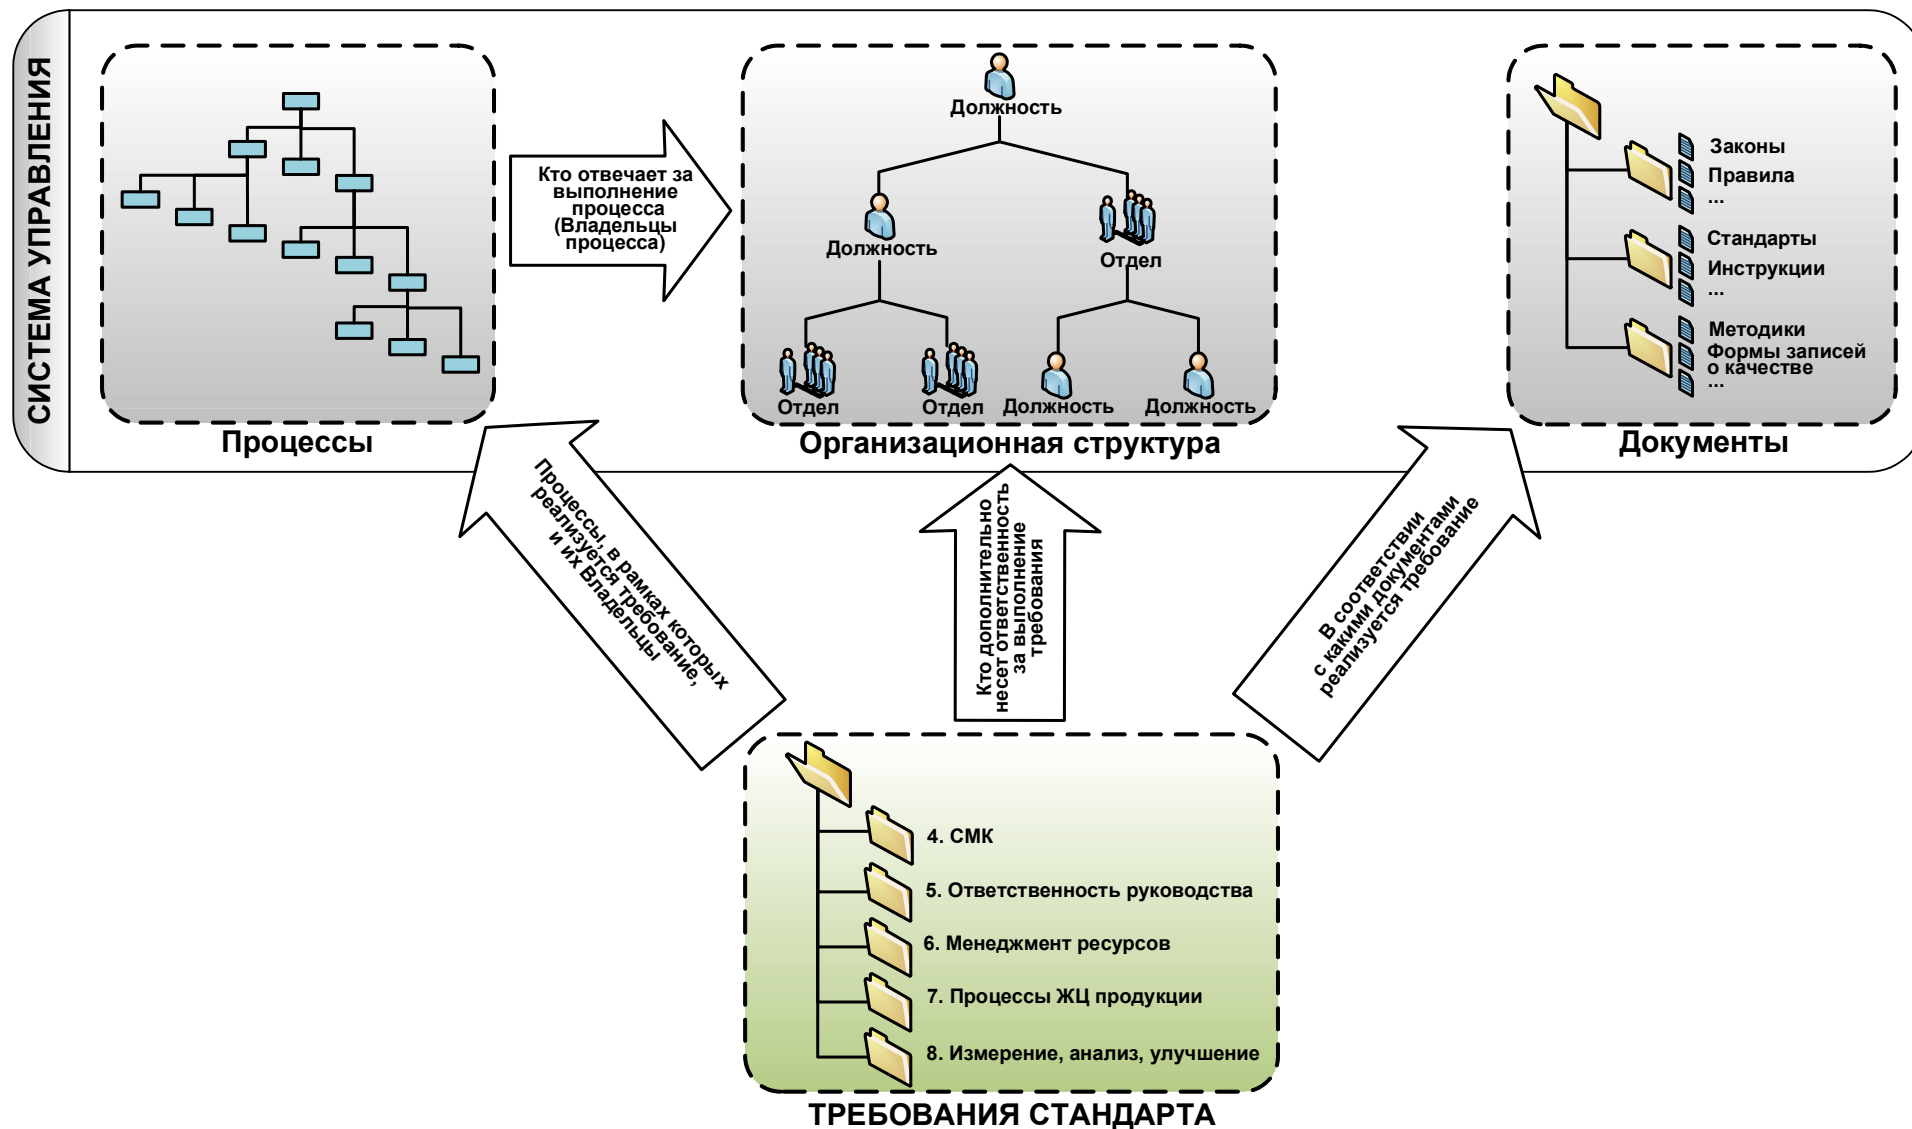 СИСТЕМА УПРАВЛЕНИЯ
Кто отвечает за
выполнение
процесса
(Владельцы
процесса)
Должность
Должность
Отдел
Отдел
Отдел
Должность
Должность
Законы
Правила
...
Стандарты
Инструкции
...
Методики
Формы записей
о качестве
...
Процессы
Организационная структура
Документы
Процессы, в рамках которых
реализуется требование,
и их Владельцы
Кто дополнительно
несет ответственность
за выполнение
требования
В соответствии
с какими документами
реализуется требование
4. СМК
5. Ответственность руководства
6. Менеджмент ресурсов
7. Процессы ЖЦ продукции
8. Измерение, анализ, улучшение
ТРЕБОВАНИЯ СТАНДАРТА